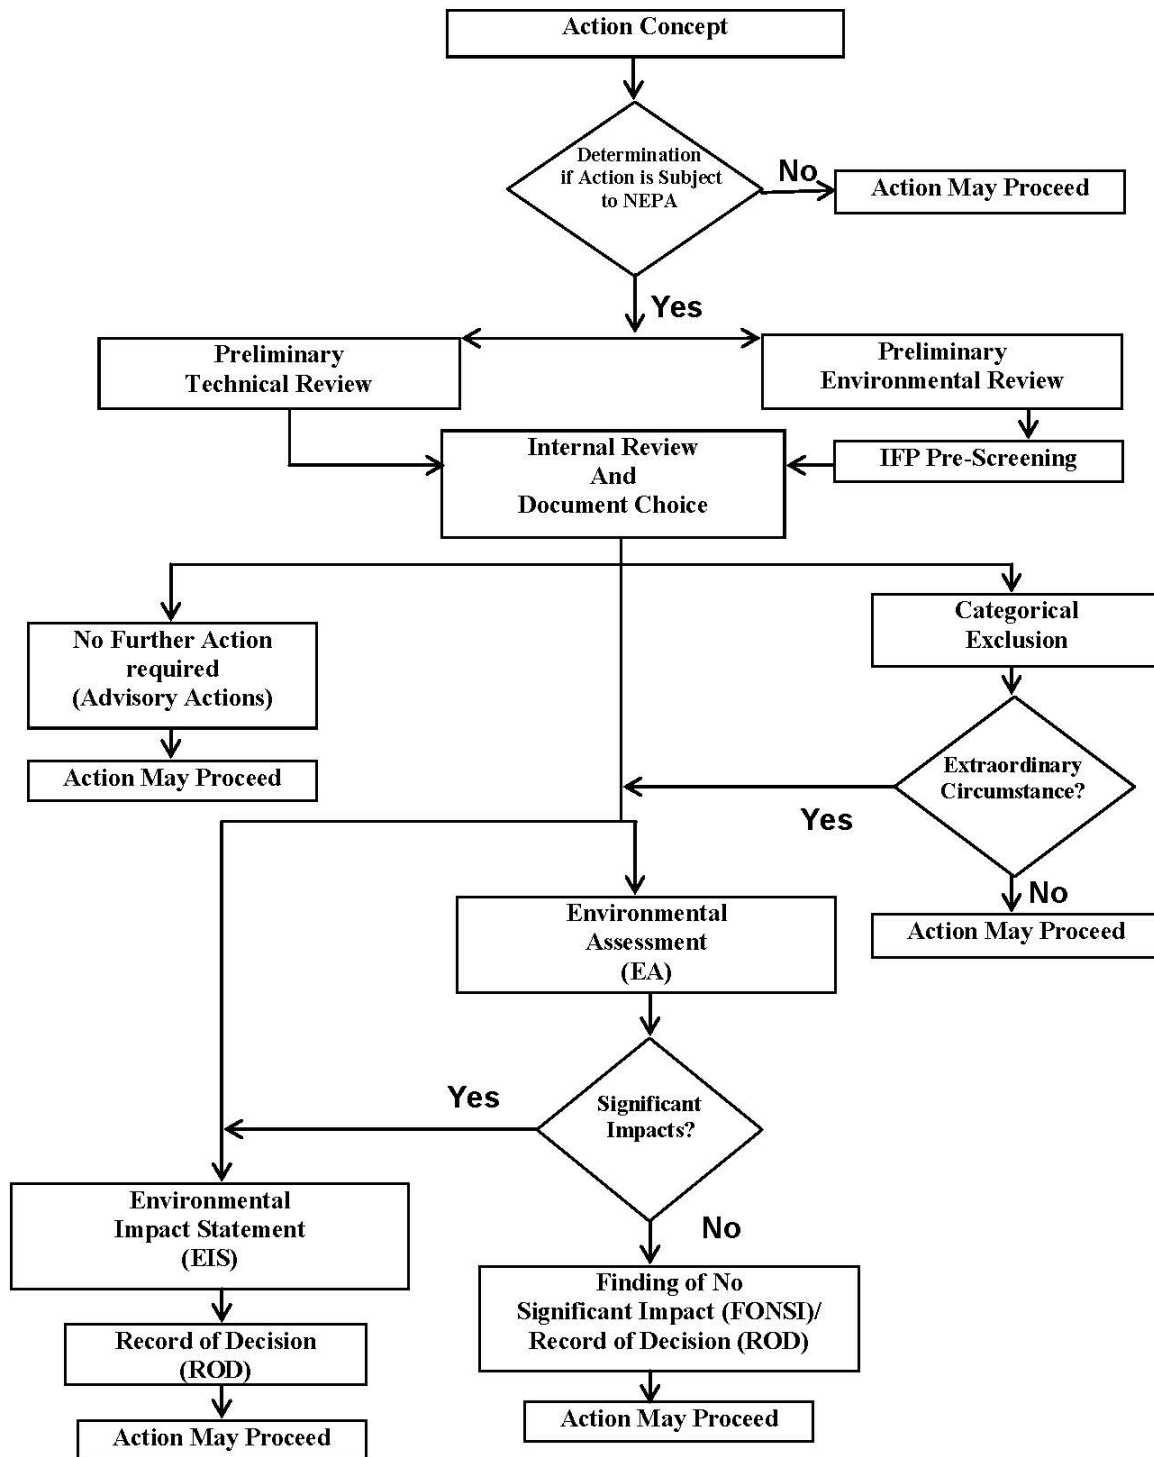 Action Concept
Determination
if Action is Subject
to NEPA
No
Action May Proceed
Yes
Preliminary
Technical Review
Preliminary
Environmental Review
Internal Review
And
Document Choice
IFP Pre-Screening
No Further Action
required
(Advisory Actions)
Action May Proceed
Categorical
Exclusion
Extraordinary
Circumstance?
Yes
No
Action May Proceed
Environmental
Assessment
(EA)
Yes
Significant
Impacts?
No
Environmental
Impact Statement
(EIS)
Record of Decision
(ROD)
Action May Proceed
Finding of No
Significant Impact (FONSI)/
Record of Decision (ROD)
Action May Proceed